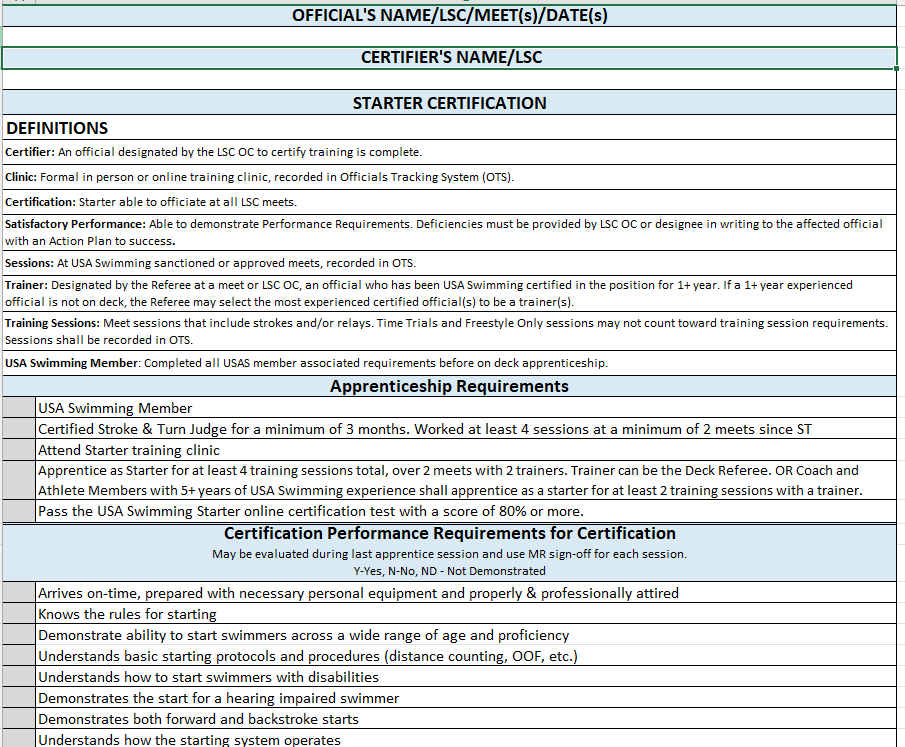 OFFICIAL'S NAME/LSC/MEET(s)/DATE(s)
CERTIFIER'S NAME/LSC
STARTER CERTIFICATION
DEFINITIONS
Certifier: An official designated by the LSC OC to certify training is complete.
Clinic: Formal in person or online training clinic, recorded in Officials Tracking System (OTS).
Certification: Starter able to officiate at all LSC meets.
Satisfactory Performance: Able to demonstrate Performance Requirements. Deficiencies must be provided by LSC OC or designee in writing to the affected official
with an Action Plan to success.
Sessions: At USA Swimming sanctioned or approved meets, recorded in OTS.
Trainer: Designated by the Referee at a meet or LSC OC, an official who has been USA Swimming certified in the position for 1+ year. If a 1+ year experienced
official is not on deck, the Referee may select the most experienced certified official(s) to be a trainer(s).
Training Sessions: Meet sessions that include strokes and/or relays. Time Trials and Freestyle Only sessions may not count toward training session requirements.
Sessions shall be recorded in OTS.
USA Swimming Member: Completed all USAS member associated requirements before on deck apprenticeship.
Apprenticeship Requirements
USA Swimming Member
Certified Stroke & Turn Judge for a minimum of 3 months. Worked at least 4 sessions at a minimum of 2 meets since ST
Attend Starter training clinic
Apprentice as Starter for at least 4 training sessions total, over 2 meets with 2 trainers. Trainer can be the Deck Referee. OR Coach and
Athlete Members with 5+ years of USA Swimming experience shall apprentice as a starter for at least 2 training sessions with a trainer.
Pass the USA Swimming Starter online certification test with a score of 80% or more.
Certification Performance Requirements for Certification
May be evaluated during last apprentice session and use MR sign-off for each session.
Y-Yes, N-No, ND - Not Demonstrated
Arrives on-time, prepared with necessary personal equipment and properly & professionally attired
Knows the rules for starting
Demonstrate ability to start swimmers across a wide range of age and proficiency
Understands basic starting protocols and procedures (distance counting, OOF, etc.)
Understands how to start swimmers with disabilities
Demonstrates the start for a hearing impaired swimmer
Demonstrates both forward and backstroke starts
Understands how the starting system operates